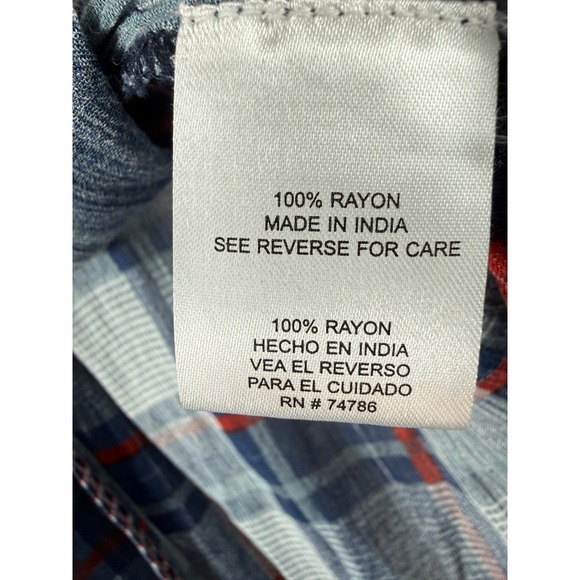 100% RAYON
MADE IN INDIA
SEE REVERSE FOR CARE
100% RAYON
HECHO EN INDIA
VEA EL REVERSO
PARA EL CUIDADO
RN # 74786